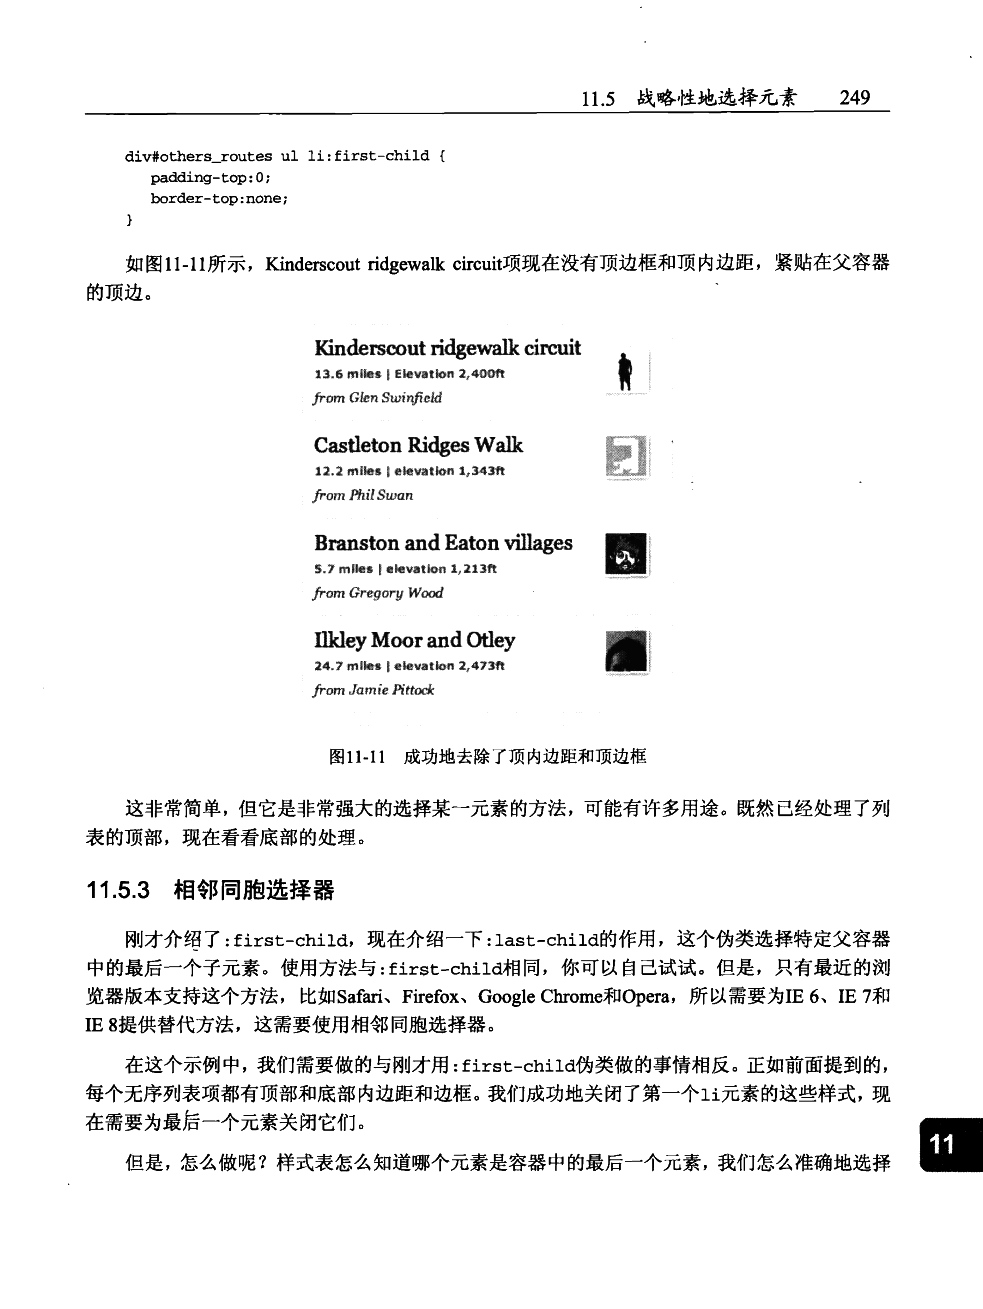 11.5 战略性地选择元素 249
div#others_routes ul li:first-child {
padding-top:0;
border-top:none;
}
如图11-11所示，Kinderscout ridgewalk circuit项现在没有顶边框和顶内边距，紧贴在父容器
的顶边。
Kinderscout ridgewalk circuit
13.6 miles | Elevation 2,400ft
from Glen Swinfield
Castleton Ridges Walk
12.2 miles | elevation 1,343ft
from Phil Swan
Branston and Eaton villages
5.7 miles | elevation 1,213ft
from Gregory Wood
Ilkley Moor and Otley
24.7 miles | elevation 2,473ft
from Jamie Pittock
图11-11 成功地去除了顶内边距和顶边框
这非常简单，但它是非常强大的选择某一元素的方法，可能有许多用途。既然已经处理了列
表的顶部，现在看看底部的处理。
11.5.3 相邻同胞选择器
刚才介绍了:first-child，现在介绍一下:last-child的作用，这个伪类选择特定父容器
中的最后一个子元素。使用方法与:first-child相同，你可以自己试试。但是，只有最近的浏
览器版本支持这个方法，比如Safari、Firefox、Google Chrome和Opera，所以需要为IE 6、IE 7和
IE 8提供替代方法，这需要使用相邻同胞选择器。
在这个示例中，我们需要做的与刚才用:first-child伪类做的事情相反。正如前面提到的，
每个无序列表项都有顶部和底部内边距和边框。我们成功地关闭了第一个li元素的这些样式，现
在需要为最后一个元素关闭它们。
但是，怎么做呢？样式表怎么知道哪个元素是容器中的最后一个元素，我们怎么准确地选择
11